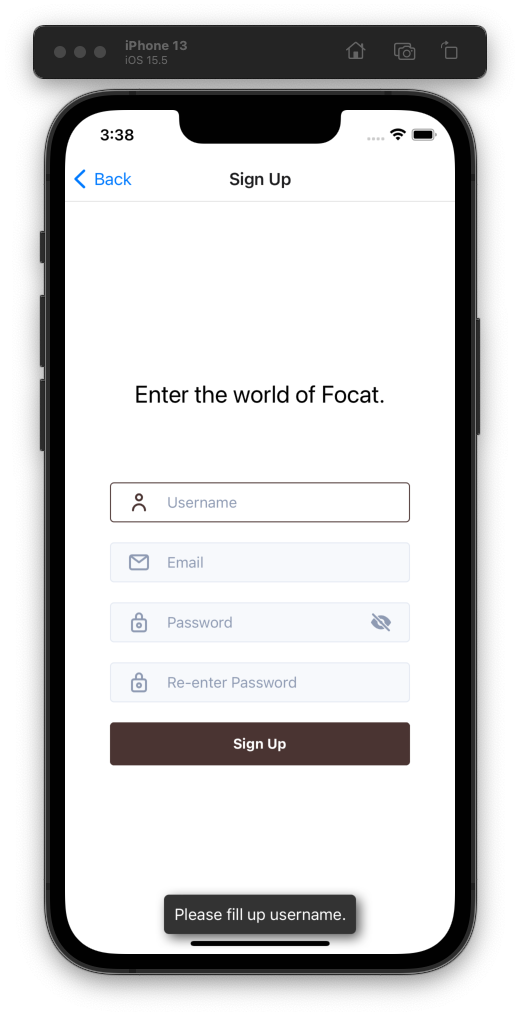 iPhone 13
iOS 15.5
3:38
Back
Sign Up
Enter the world of Focat.
Username
Email
Password
Re-enter Password
Sign Up
Please fill up username.